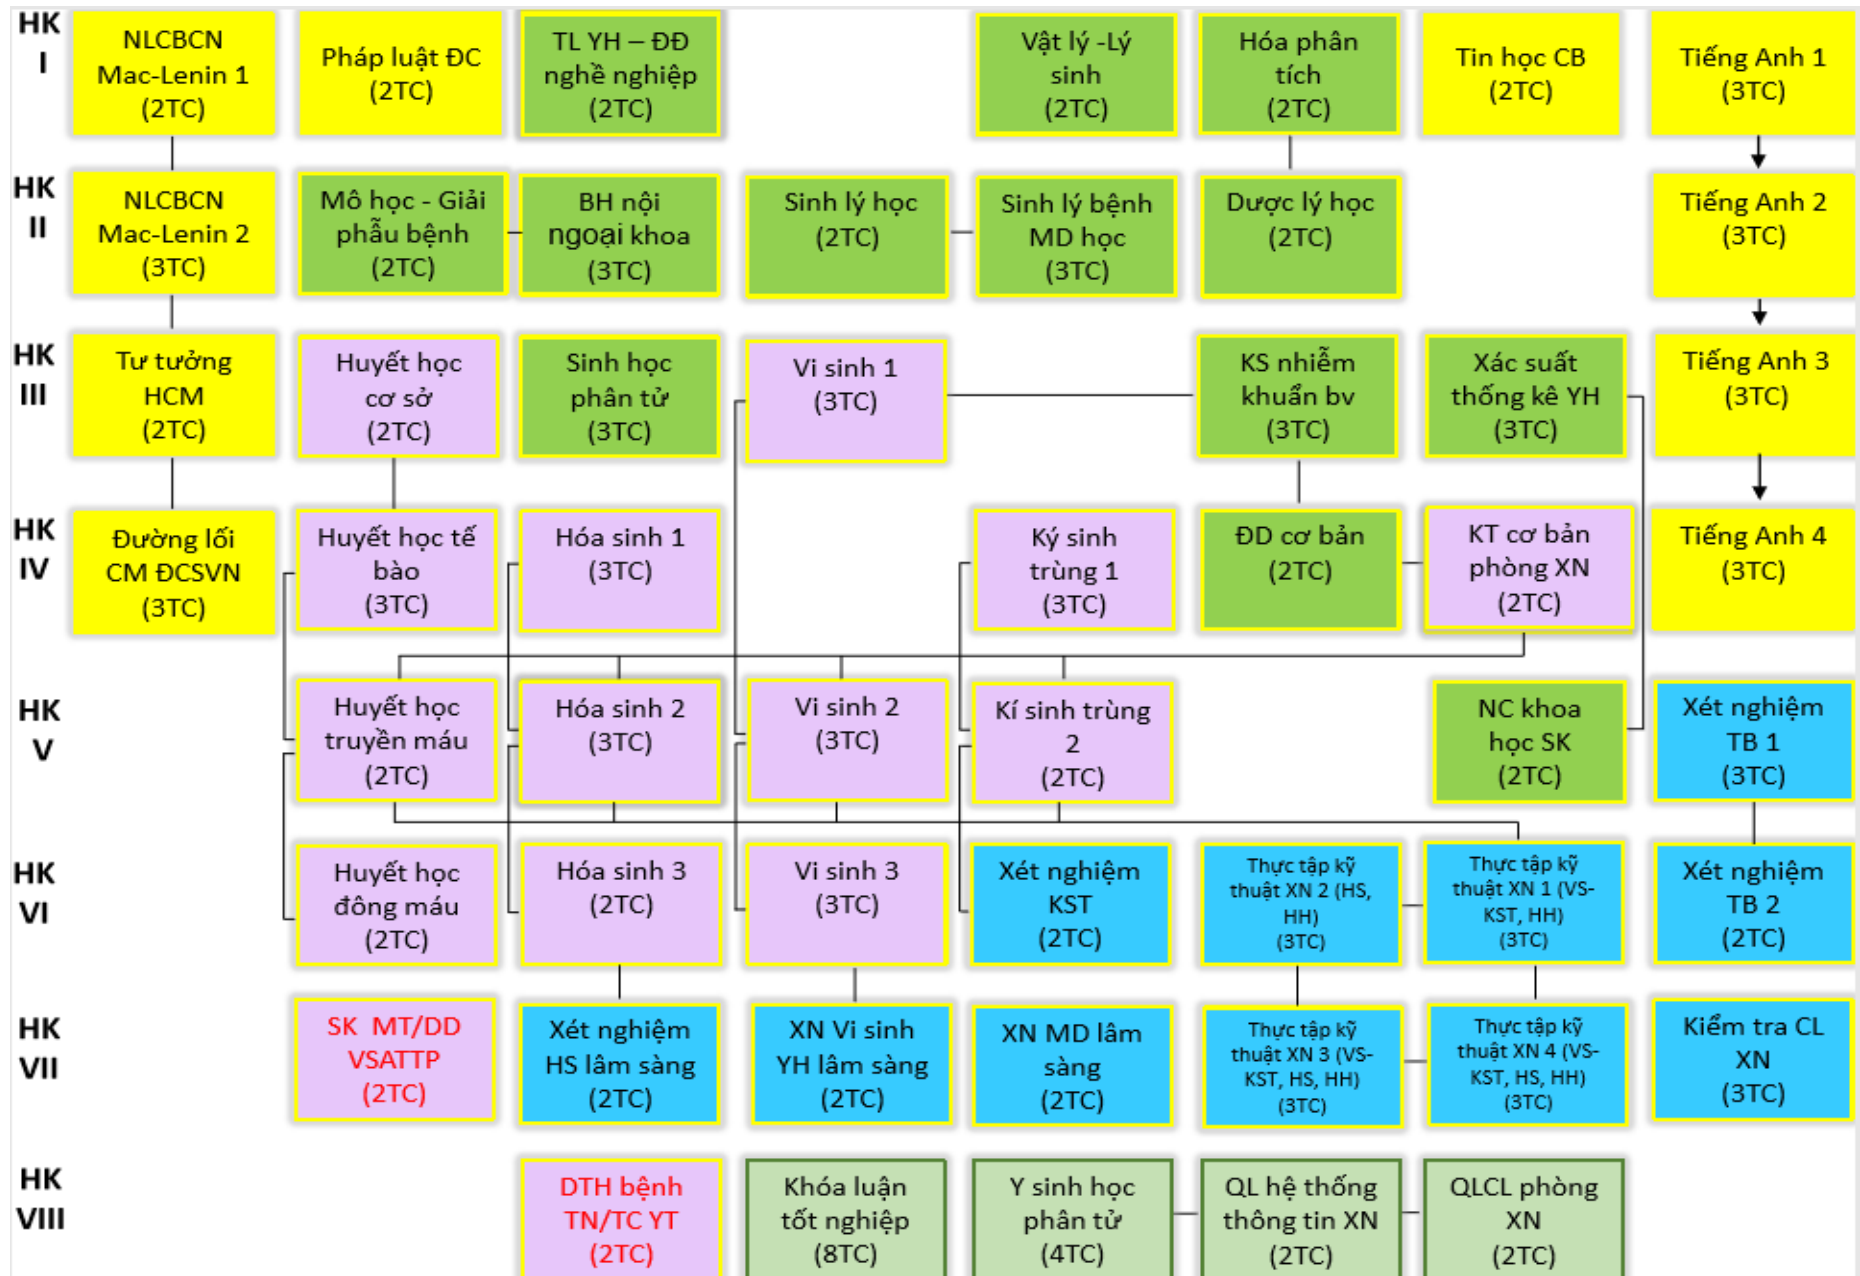 HK
I
NLCBCN
Mac-Lenin 1
(2TC)
Pháp luật ĐC
(2TC)
TL YH – ĐĐ
nghề nghiệp
(2TC)
Vật lý -Lý
sinh
(2TC)
Hóa phân
tích
(2TC)
Tin học CB
(2TC)
Tiếng Anh 1
(3TC)
HK
II
NLCBCN
Mac-Lenin 2
(3TC)
Mô học - Giải
phẫu bệnh
(2TC)
BH nội
ngoại khoa
(3TC)
Sinh lý học
(2TC)
Sinh lý bệnh
MD học
(3TC)
Dược lý học
(2TC)
Tiếng Anh 2
(3TC)
HK
III
Tư tưởng
HCM
(2TC)
Huyết học
cơ sở
(2TC)
Sinh học
phân tử
(3TC)
Vi sinh 1
(3TC)
KS nhiễm
khuẩn bv
(3TC)
Xác suất
thống kê YH
(3TC)
Tiếng Anh 3
(3TC)
HK
IV
Đường lối
CM ĐCSVN
(3TC)
Huyết học tế
bào
(3TC)
Hóa sinh 1
(3TC)
Ký sinh
trùng 1
(3TC)
ĐD cơ bản
(2TC)
KT cơ bản
phòng XN
(2TC)
Tiếng Anh 4
(3TC)
HK
V
Huyết học
truyền máu
(2TC)
Hóa sinh 2
(3TC)
Vi sinh 2
(3TC)
Kí sinh trùng
2
(2TC)
NC khoa
học SK
(2TC)
Xét nghiệm
TB 1
(3TC)
HK
VI
Huyết học
đông máu
(2TC)
Hóa sinh 3
(2TC)
Vi sinh 3
(3TC)
Xét nghiệm
KST
(2TC)
Thực tập kỹ
thuật XN 2 (HS,
HH)
(3TC)
Thực tập kỹ
thuật XN 1 (VS-
KST, HH)
(3TC)
Xét nghiệm
TB 2
(2TC)
HK
VII
SK MT/DD
VSATTP
(2TC)
Xét nghiệm
HS lâm sàng
(2TC)
XN Vi sinh
YH lâm sàng
(2TC)
XN MD lâm
sàng
(2TC)
Thực tập kỹ
thuật XN 3 (VS-
KST, HS, HH)
(3TC)
Thực tập kỹ
thuật XN 4 (VS-
KST, HS, HH)
(3TC)
Kiểm tra CL
XN
(3TC)
HK
VIII
DTH bệnh
TN/TC YT
(2TC)
Khóa luận
tốt nghiệp
(8TC)
Y sinh học
phân tử
(4TC)
QL hệ thống
thông tin XN
(2TC)
QLCL phòng
XN
(2TC)